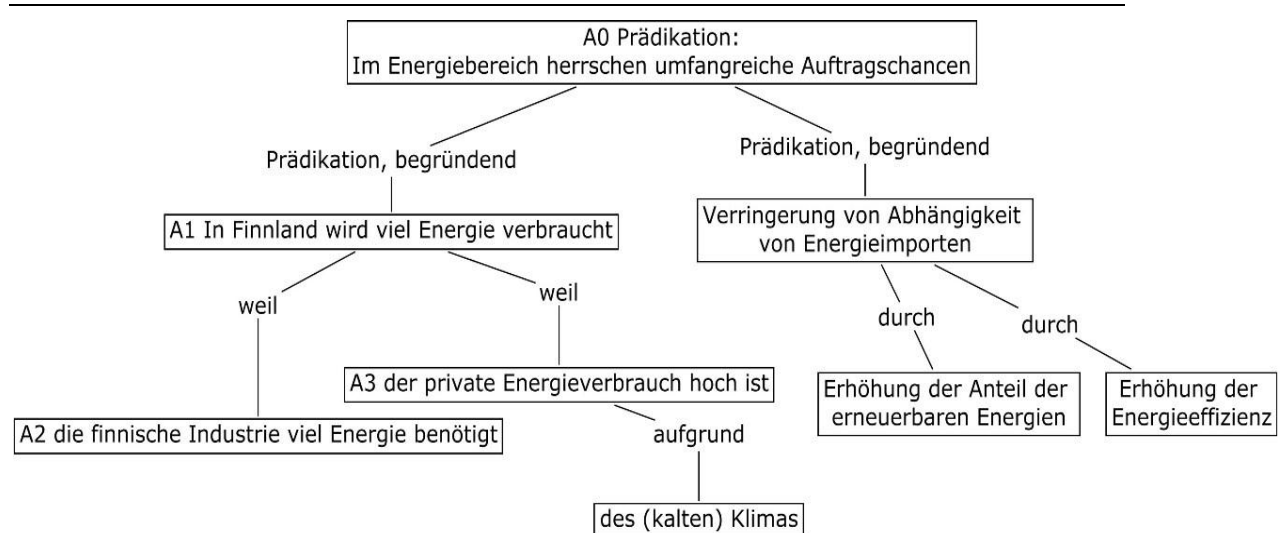 A0 Prädikation:
Im Energiebereich herrschen umfangreiche Auftragschancen
Prädikation, begründend
Prädikation, begründend
A1 In Finnland wird viel Energie verbraucht
Verringerung von Abhängigkeit
von Energieimporten
weil
weil
durch
durch
A3 der private Energieverbrauch hoch ist
Erhöhung der Anteil der
erneuerbaren Energien
Erhöhung der
Energieeffizienz
A2 die finnische Industrie viel Energie benötigt
aufgrund
des (kalten) Klimas